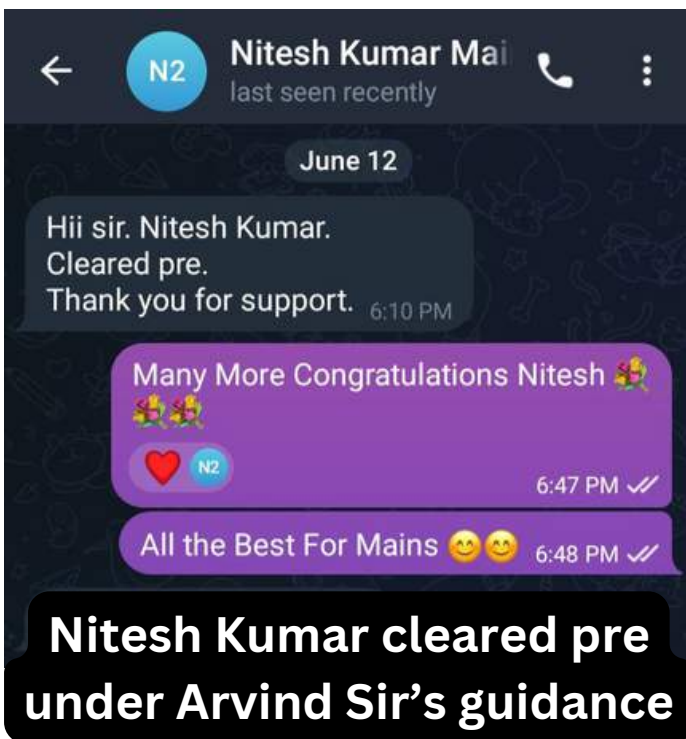 N2
Nitesh Kumar Mai
last seen recently
June 12
Hii sir. Nitesh Kumar.
Cleared pre.
Thank you for support. 6:10 PM
Many More Congratulations Nitesh 💐
💐💐
❤️ N2
6:47 PM
All the Best For Mains 😊😊 6:48 PM
Nitesh Kumar cleared pre
under Arvind Sir’s guidance